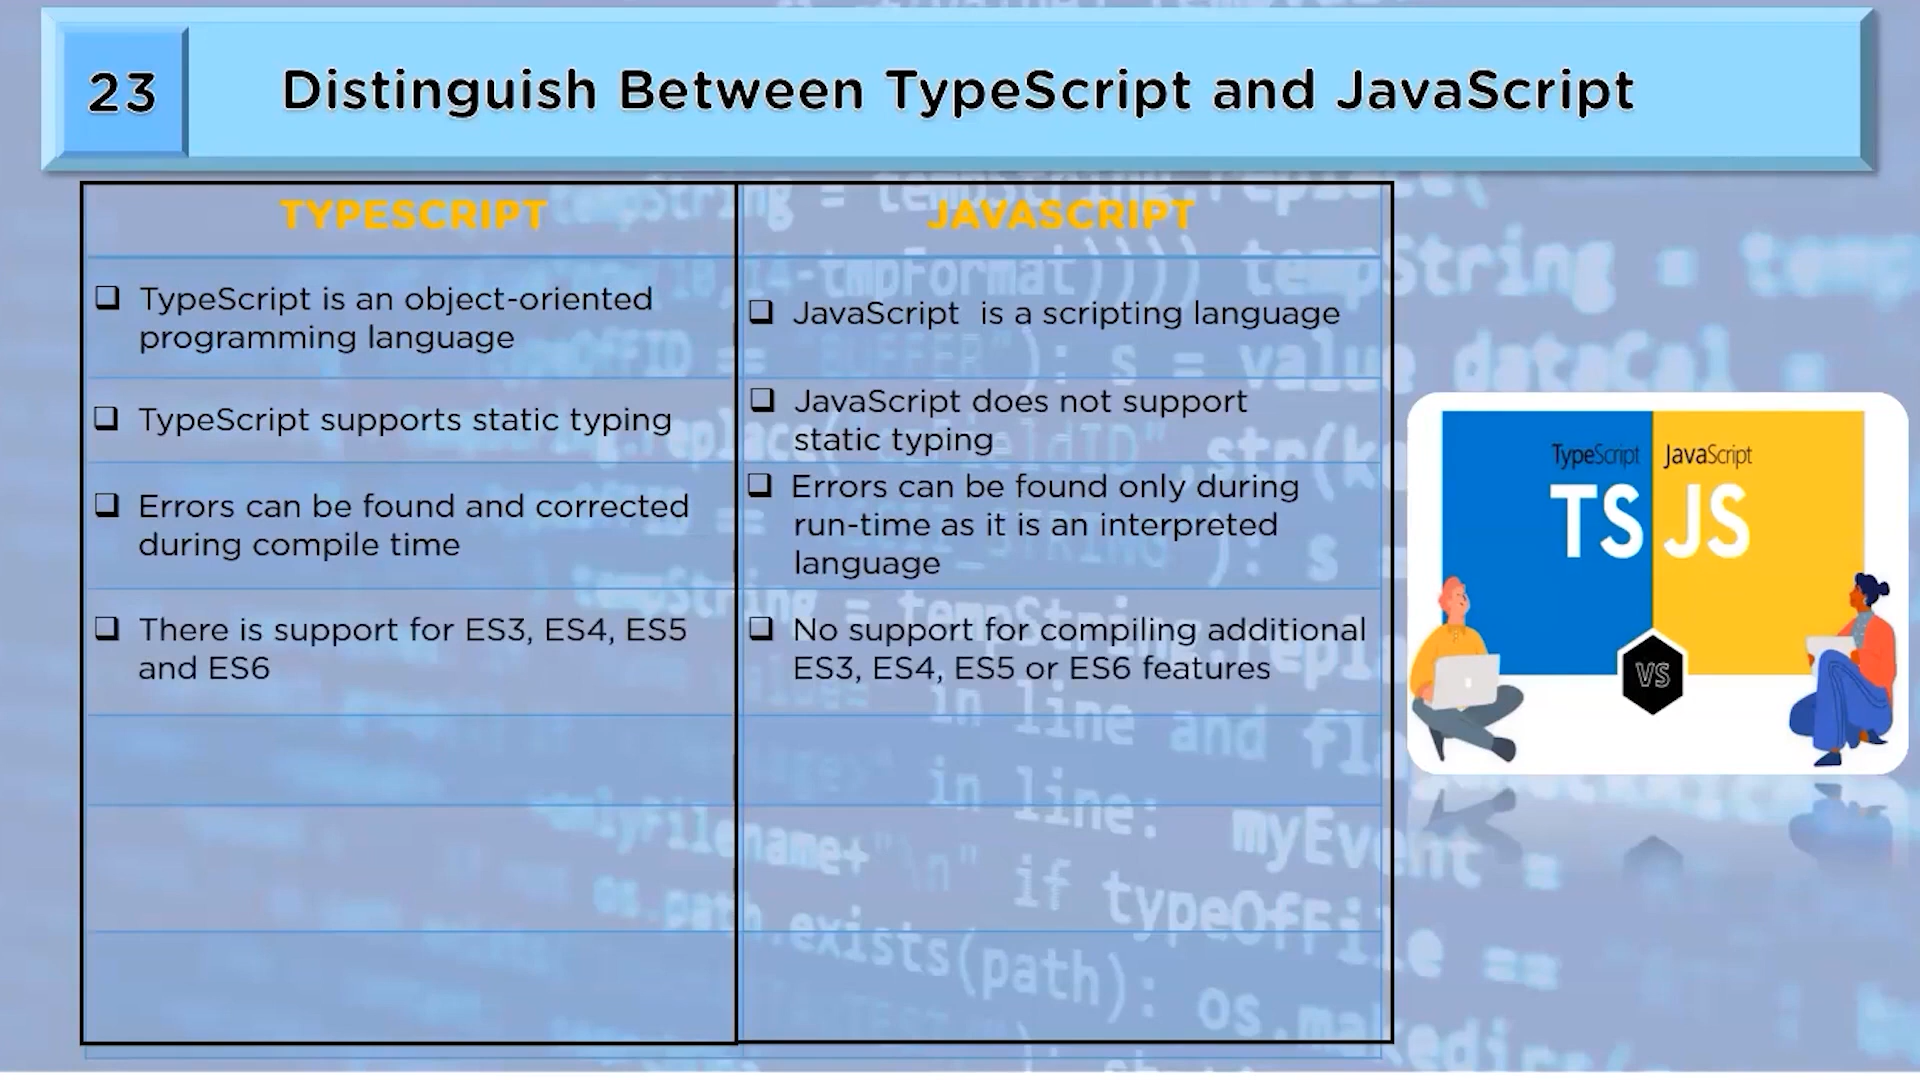 23
Distinguish Between TypeScript and JavaScript
TYPESCRIPT
JAVASCRIPT
TypeScript is an object-oriented
programming language
JavaScript is a scripting language
TypeScript supports static typing
JavaScript does not support
static typing
Errors can be found and corrected
during compile time
Errors can be found only during
run-time as it is an interpreted
language
There is support for ES3, ES4, ES5
and ES6
No support for compiling additional
ES3, ES4, ES5 or ES6 features
TypeScript
JavaScript
TS
JS
VS